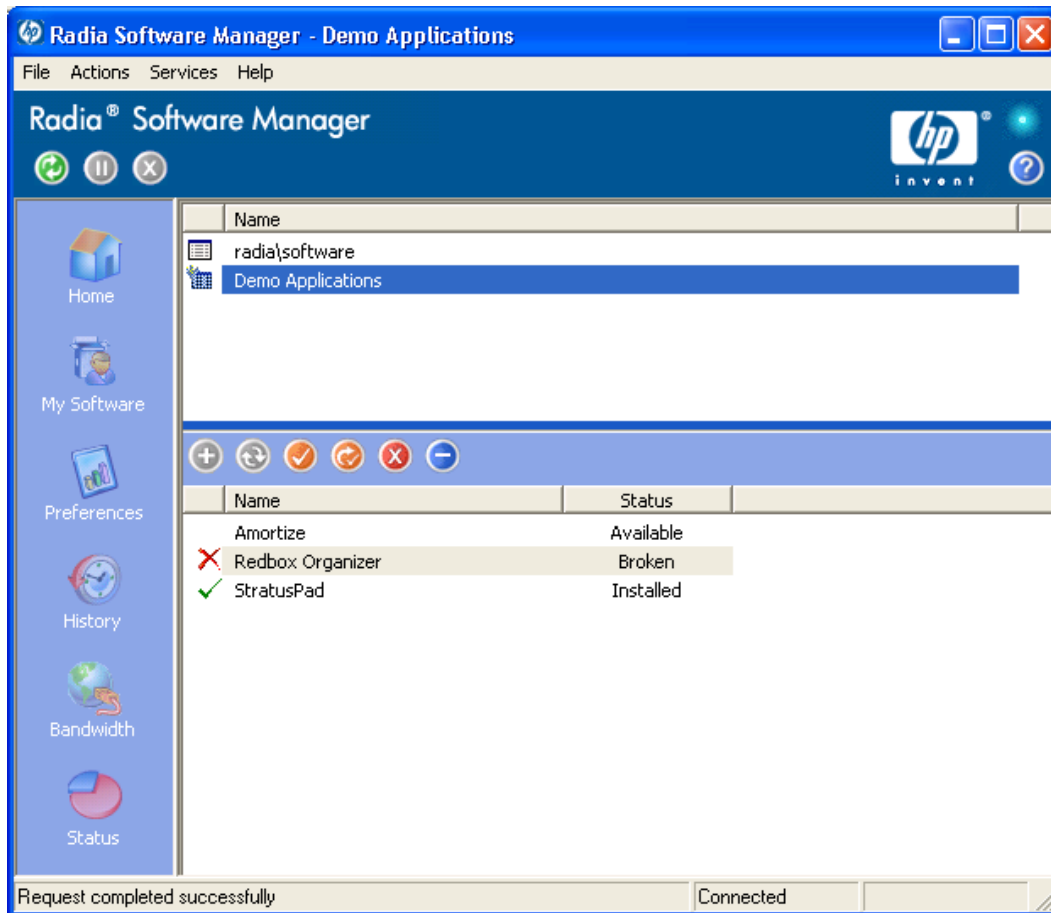 Radia Software Manager - Demo Applications
File Actions Services Help
Radia® Software Manager
hp ®
invent
Name
radia\software
Demo Applications
Home
My Software
Preferences
History
Bandwidth
Status
Name Status
Amortize Available
Redbox Organizer Broken
StratusPad Installed
Request completed successfully Connected